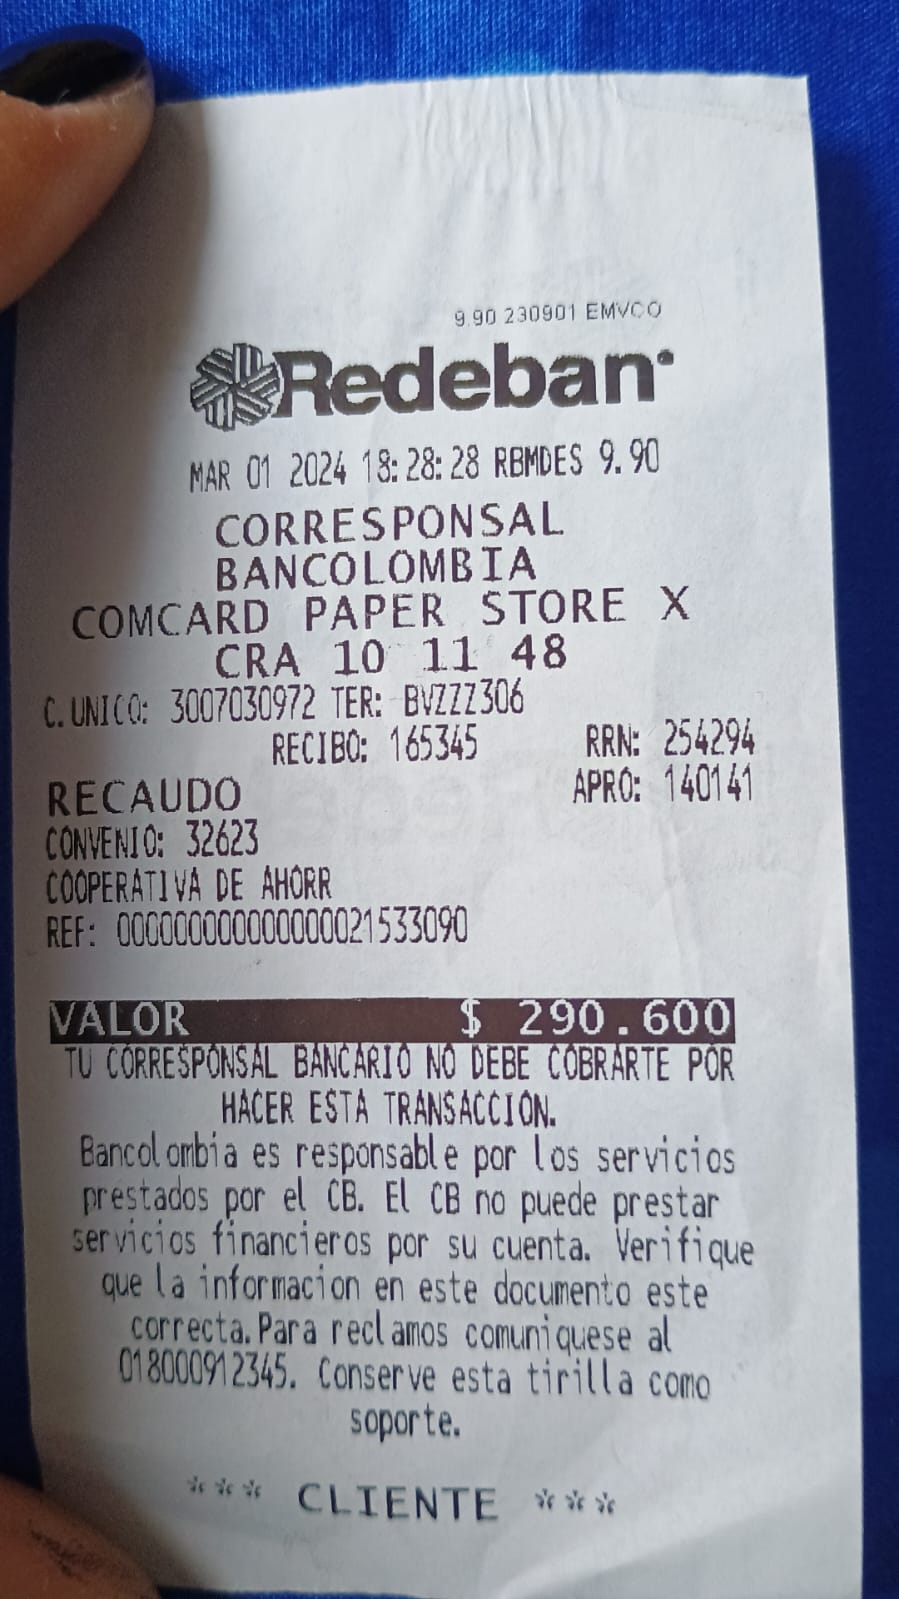 9.90 230901 EMVCO
Redeban
MAR 01 2024 18:28:28 RBMDES 9.90
CORRESPONSAL
BANCOLOMBIA
COMCARD PAPER STORE X
CRA 10 11 48
C. UNICO: 3007030972 TER: BVZZZ306
RECIBO: 165345 RRN: 254294
RECAUDO APRO: 140141
CONVENIO: 32623
COOPERATIVA DE AHORR
REF: 000000000000000021533090
VALOR $ 290.600
TU CORRESPONSAL BANCARIO NO DEBE COBRARTE POR
HACER ESTA TRANSACCION.
Bancolombia es responsable por los servicios
prestados por el CB. El CB no puede prestar
servicios financieros por su cuenta. Verifique
que la informacion en este documento este
correcta. Para reclamos comuniquese al
018000912345. Conserve esta tirilla como
soporte.
*** CLIENTE ***